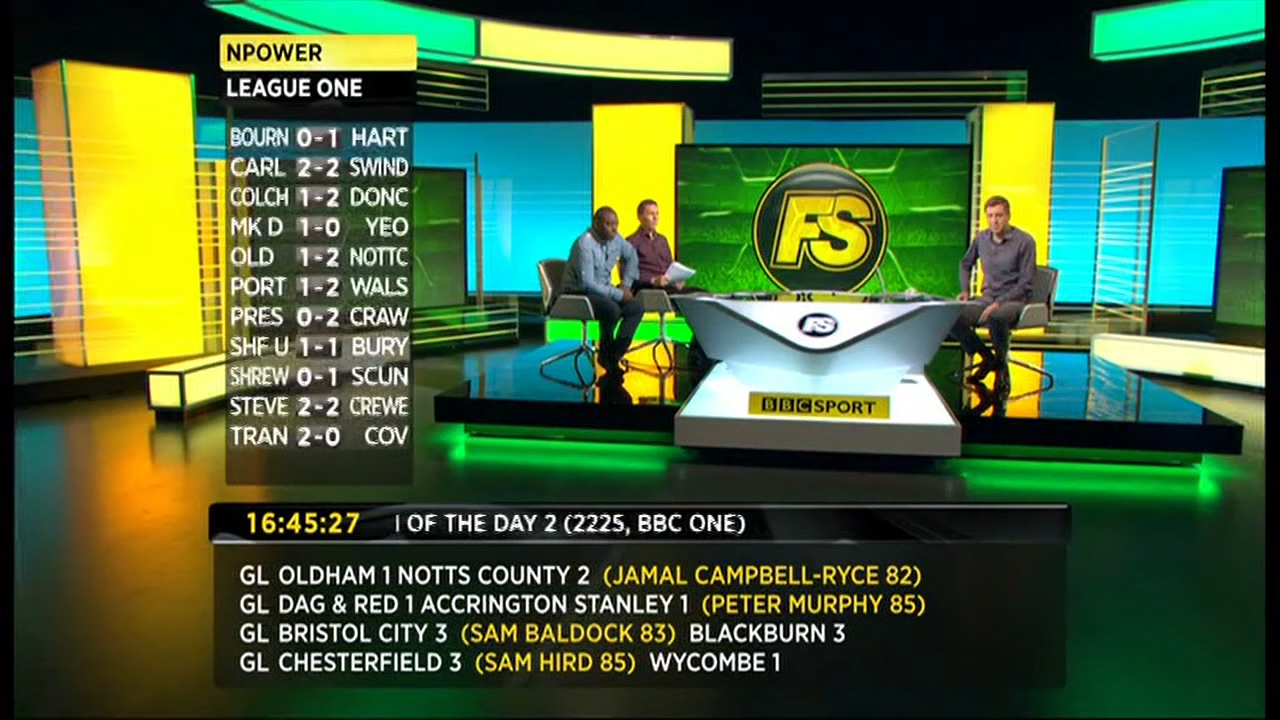 NPOWER
LEAGUE ONE
BOURN 0-1 HART
CARL 2-2 SWIND
COLCH 1-2 DONC
MK D 1-0 YEO
OLD 1-2 NOTTC
PORT 1-2 WALS
PRES 0-2 CRAW
SHF U 1-1 BURY
SHREW 0-1 SCUN
STEVE 2-2 CREWE
TRAN 2-0 COV
FS
FS
BBC SPORT
16:45:27 I OF THE DAY 2 (2225, BBC ONE)
GL OLDHAM 1 NOTTS COUNTY 2 (JAMAL CAMPBELL-RYCE 82)
GL DAG & RED 1 ACCRINGTON STANLEY 1 (PETER MURPHY 85)
GL BRISTOL CITY 3 (SAM BALDOCK 83) BLACKBURN 3
GL CHESTERFIELD 3 (SAM HIRD 85) WYCOMBE 1